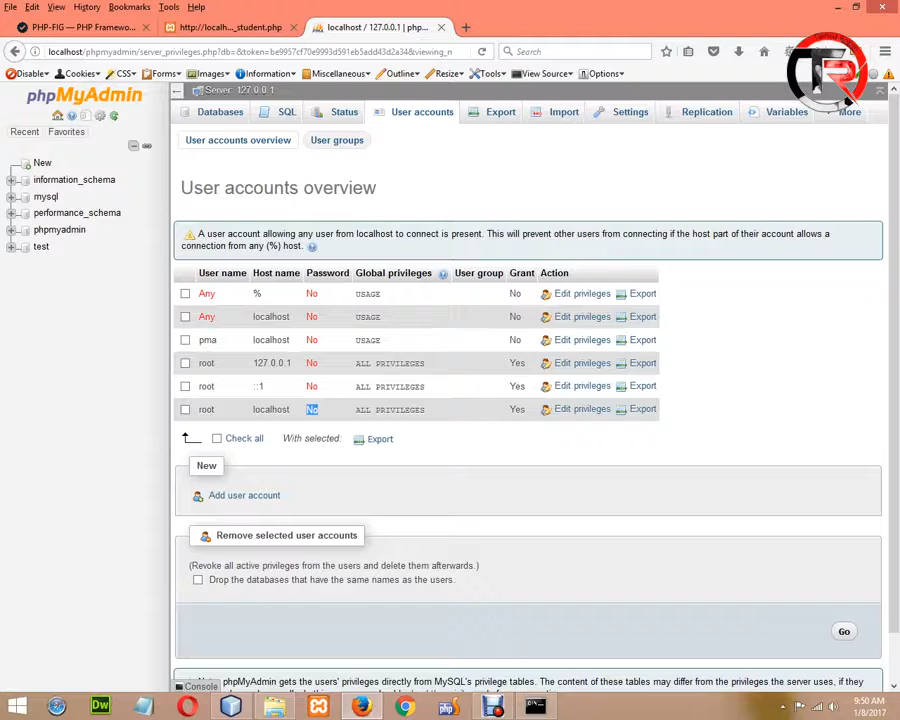 File Edit View History Bookmarks Tools Help
PHP-FIG — PHP Framew...
http://localh..._student.php
localhost / 127.0.0.1 | php...
localhost/phpmyadmin/server_privileges.php?db=&token=be9957cf70e9993d591eb5add43d2a34&viewing_m
Search
Disable Cookies CSS Forms Images Information Miscellaneous Outline Resize Tools View Source Options
phpMyAdmin
Recent Favorites
New
information_schema
mysql
performance_schema
phpmyadmin
test
Server: 127.0.0.1
Databases SQL Status User accounts Export Import Settings Replication Variables More
User accounts overview User groups
User accounts overview
A user account allowing any user from localhost to connect is present. This will prevent other users from connecting if the host part of their account allows a
connection from any (%) host.
User name Host name Password Global privileges User group Grant Action
Any % No USAGE No Edit privileges Export
Any localhost No USAGE No Edit privileges Export
pma localhost No USAGE No Edit privileges Export
root 127.0.0.1 No ALL PRIVILEGES Yes Edit privileges Export
root ::1 No ALL PRIVILEGES Yes Edit privileges Export
root localhost No ALL PRIVILEGES Yes Edit privileges Export
Check all With selected: Export
New
Add user account
Remove selected user accounts
(Revoke all active privileges from the users and delete them afterwards.)
Drop the databases that have the same names as the users.
Go
phpMyAdmin gets the users' privileges directly from MySQL's privilege tables. The content of these tables may differ from the privileges the server uses, if they
Console
Dw
php
9:50 AM
1/8/2017